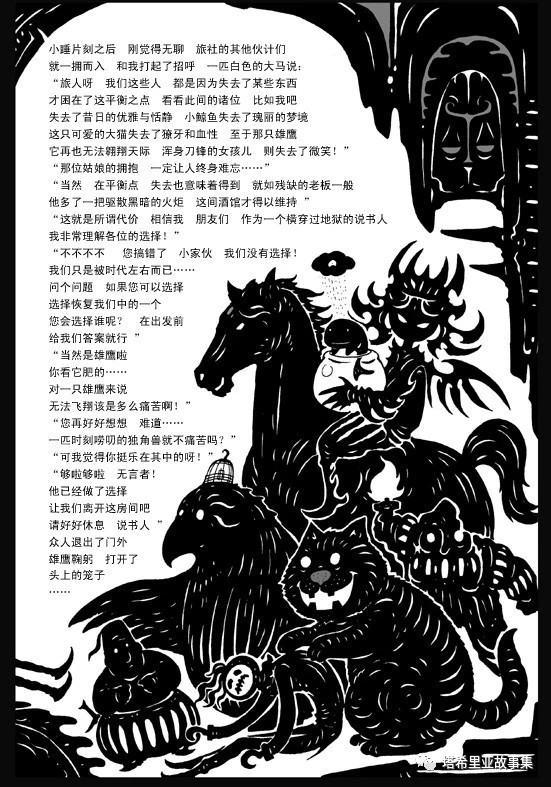 小睡片刻之后　刚觉得无聊　旅社的其他伙计们
就一拥而入　和我打起了招呼　一匹白色的大马说：
“旅人呀　我们这些人　都是因为失去了某些东西
才困在了这平衡之点　看看此间的诸位　比如我吧
失去了昔日的优雅与恬静　小鲸鱼失去了瑰丽的梦境
这只可爱的大猫失去了獠牙和血性　至于那只雄鹰
它再也无法翱翔天际　浑身刀锋的女孩儿　则失去了微笑！”
“那位姑娘的拥抱　一定让人终身难忘……”
“当然　在平衡点　失去也意味着得到　就如残缺的老板一般
他多了一把驱散黑暗的火炬　这间酒馆才得以维持 ”
“这就是所谓代价　相信我　朋友们　作为一个横穿过地狱的说书人
我非常理解各位的选择！”
“不不不不　 您搞错了　小家伙　我们没有选择！
我们只是被时代左右而已……
问个问题　如果您可以选择
选择恢复我们中的一个
您会选择谁呢？　在出发前
给我们答案就行 ”
“当然是雄鹰啦
你看它肥的……
对一只雄鹰来说
无法飞翔该是多么痛苦啊！”
“您再好好想想　难道……
一匹时刻唠叨的独角兽就不痛苦吗？”
“可我觉得你挺乐在其中的呀！”
“够啦够啦　无言者！
他已经做了选择
让我们离开这房间吧
请好好休息　说书人 ”
众人退出了门外
雄鹰鞠躬　打开了
头上的笼子
……
塔希里亚故事集